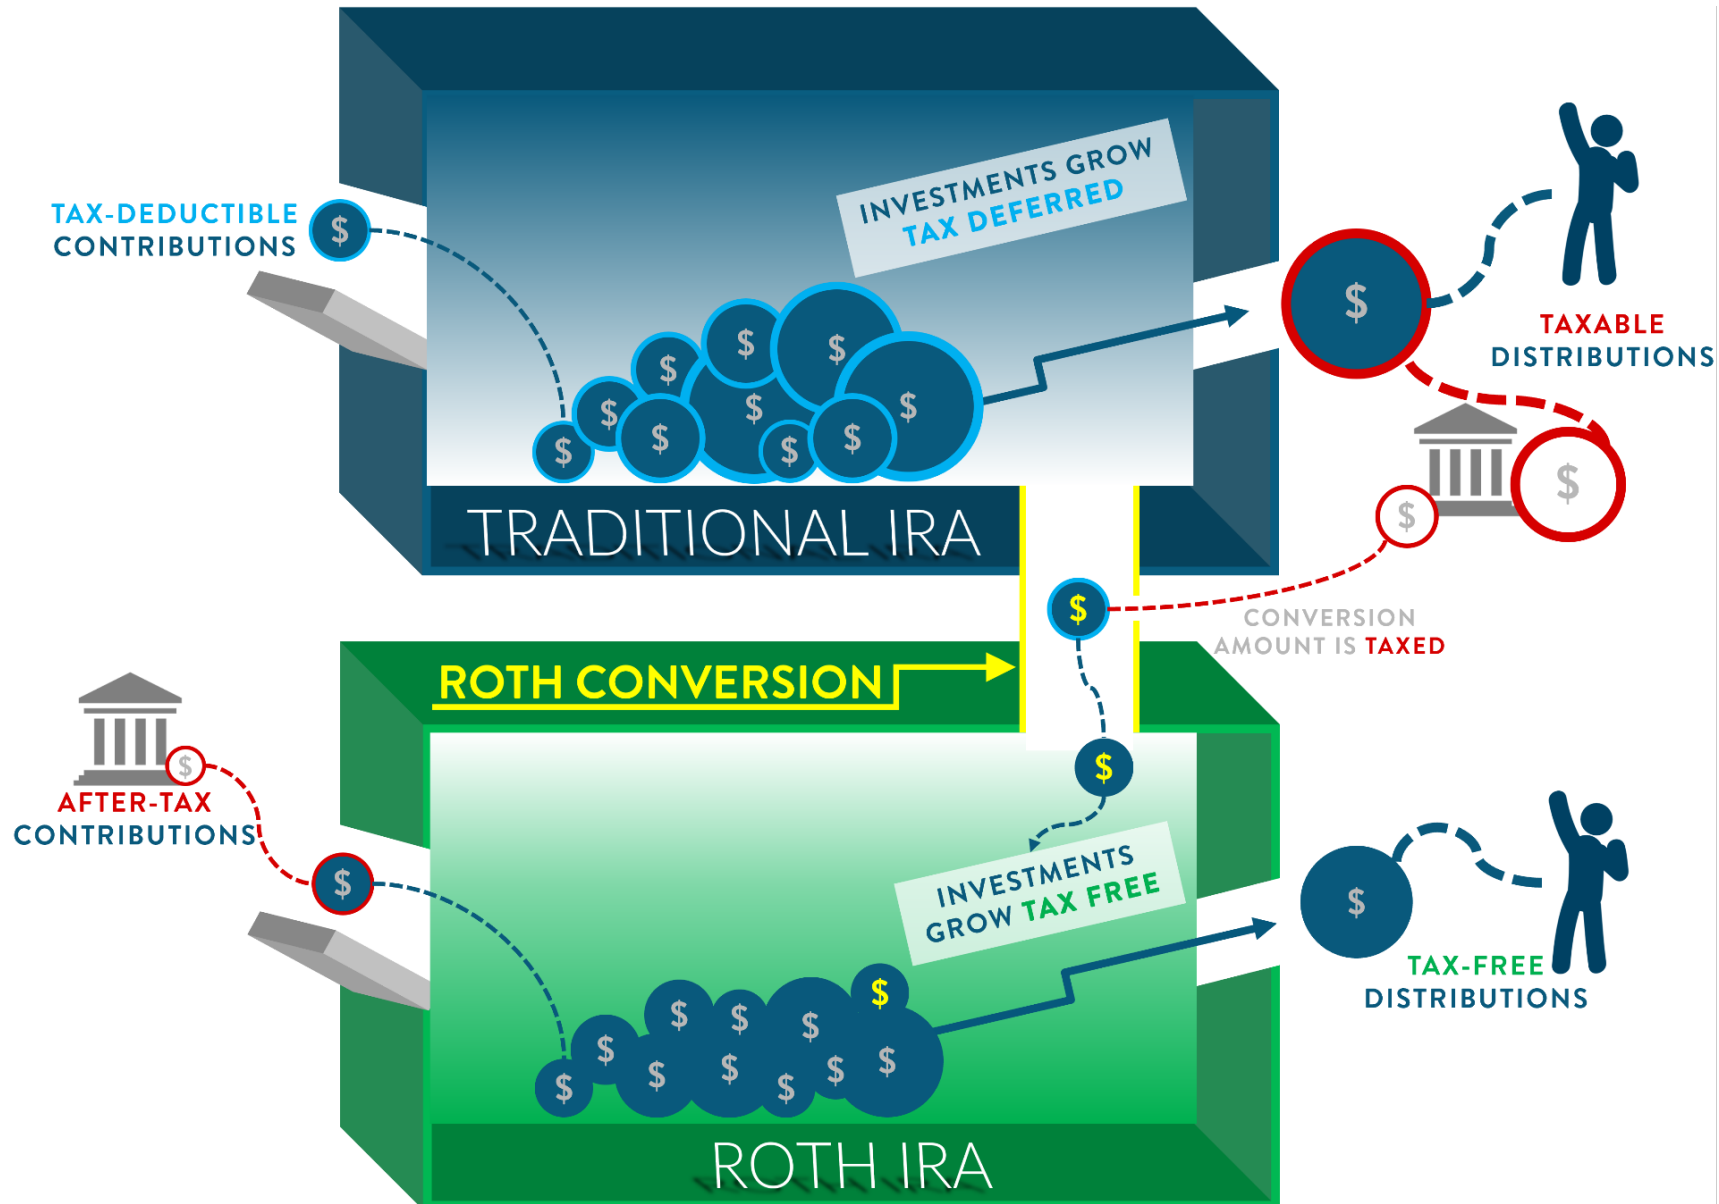 INVESTMENTS GROW
TAX DEFERRED
TAX-DEDUCTIBLE
CONTRIBUTIONS
$
$
$
$
$
$
$
$
$
$
$
$
TAXABLE
DISTRIBUTIONS
$
$
TRADITIONAL IRA
$
CONVERSION
AMOUNT IS TAXED
ROTH CONVERSION
$
$
AFTER-TAX
CONTRIBUTIONS
$
INVESTMENTS
GROW TAX FREE
$
TAX-FREE
DISTRIBUTIONS
$
$
$
$
$
$
$
$
$
$
$
ROTH IRA